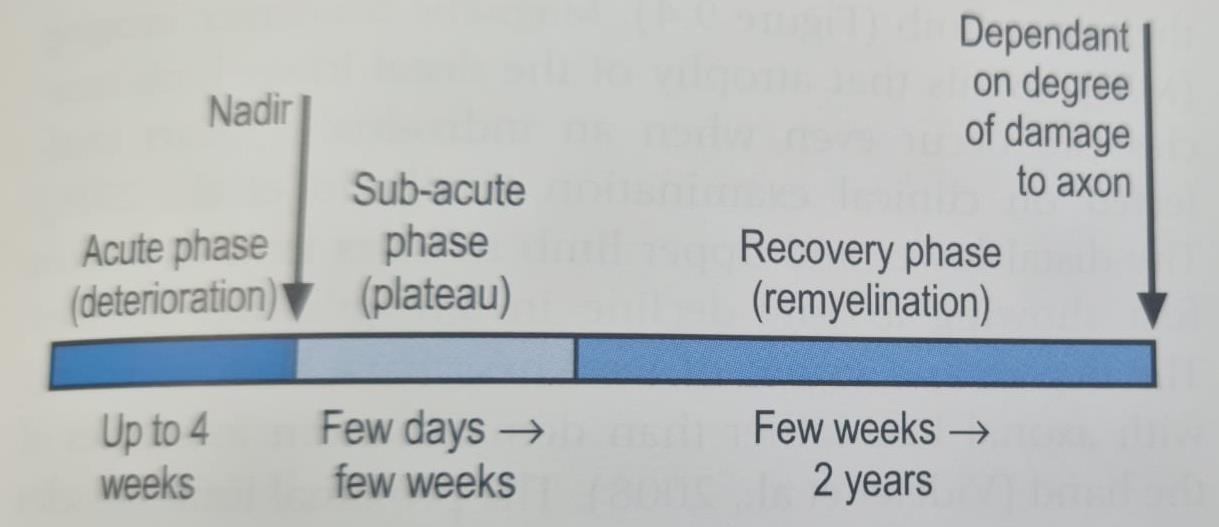 Nadir
Acute phase
(deterioration)
Sub-acute
phase
(plateau)
Recovery phase
(remyelination)
Dependant
on degree
of damage
to axon
Up to 4
weeks
Few days →
few weeks
Few weeks →
2 years